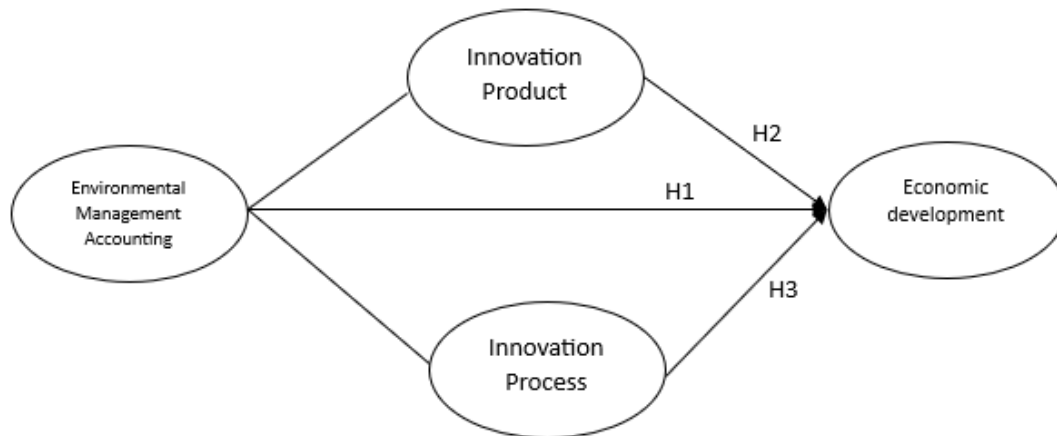 Innovation
Product
H2
Environmental
Management
Accounting
H1
Economic
development
H3
Innovation
Process